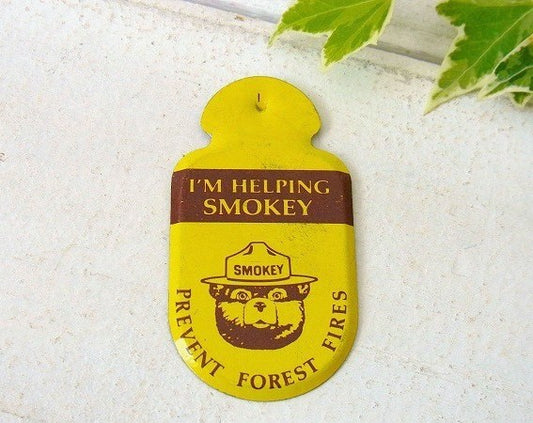 I'M HELPING
SMOKEY
SMOKEY
PREVENT FOREST FIRES